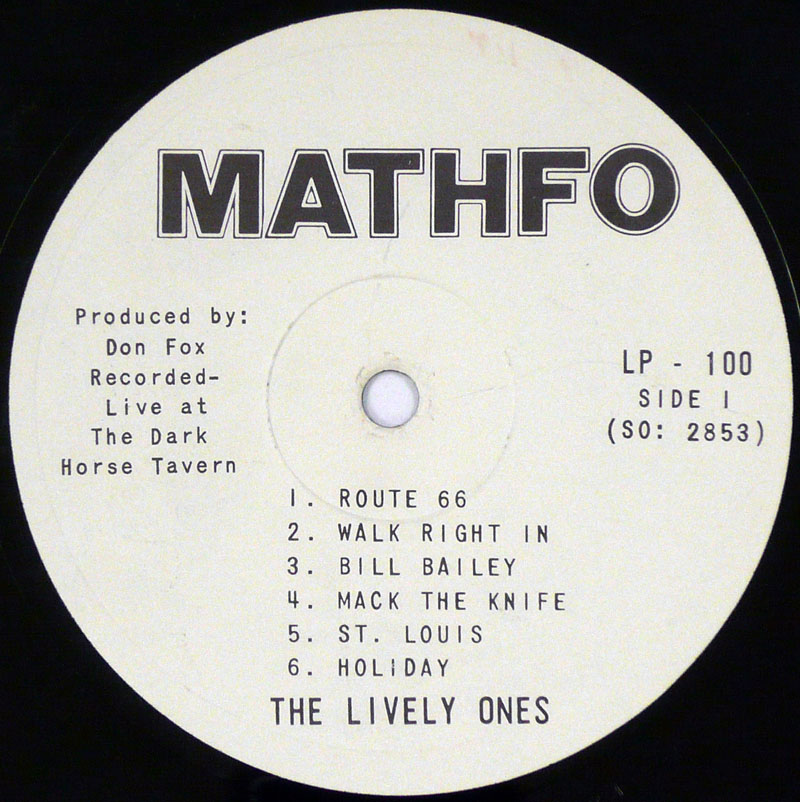 MATHFO
Produced by:
Don Fox
Recorded-
Live at
The Dark
Horse Tavern
LP - 100
SIDE 1
(SO: 2853)
1. ROUTE 66
2. WALK RIGHT IN
3. BILL BAILEY
4. MACK THE KNIFE
5. ST. LOUIS
6. HOLIDAY
THE LIVELY ONES